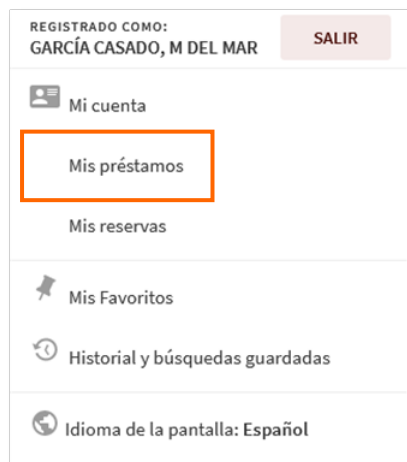 REGISTRADO COMO:
GARCÍA CASADO, M DEL MAR
SALIR
Mi cuenta
Mis préstamos
Mis reservas
Mis Favoritos
Historial y búsquedas guardadas
Idioma de la pantalla: Español